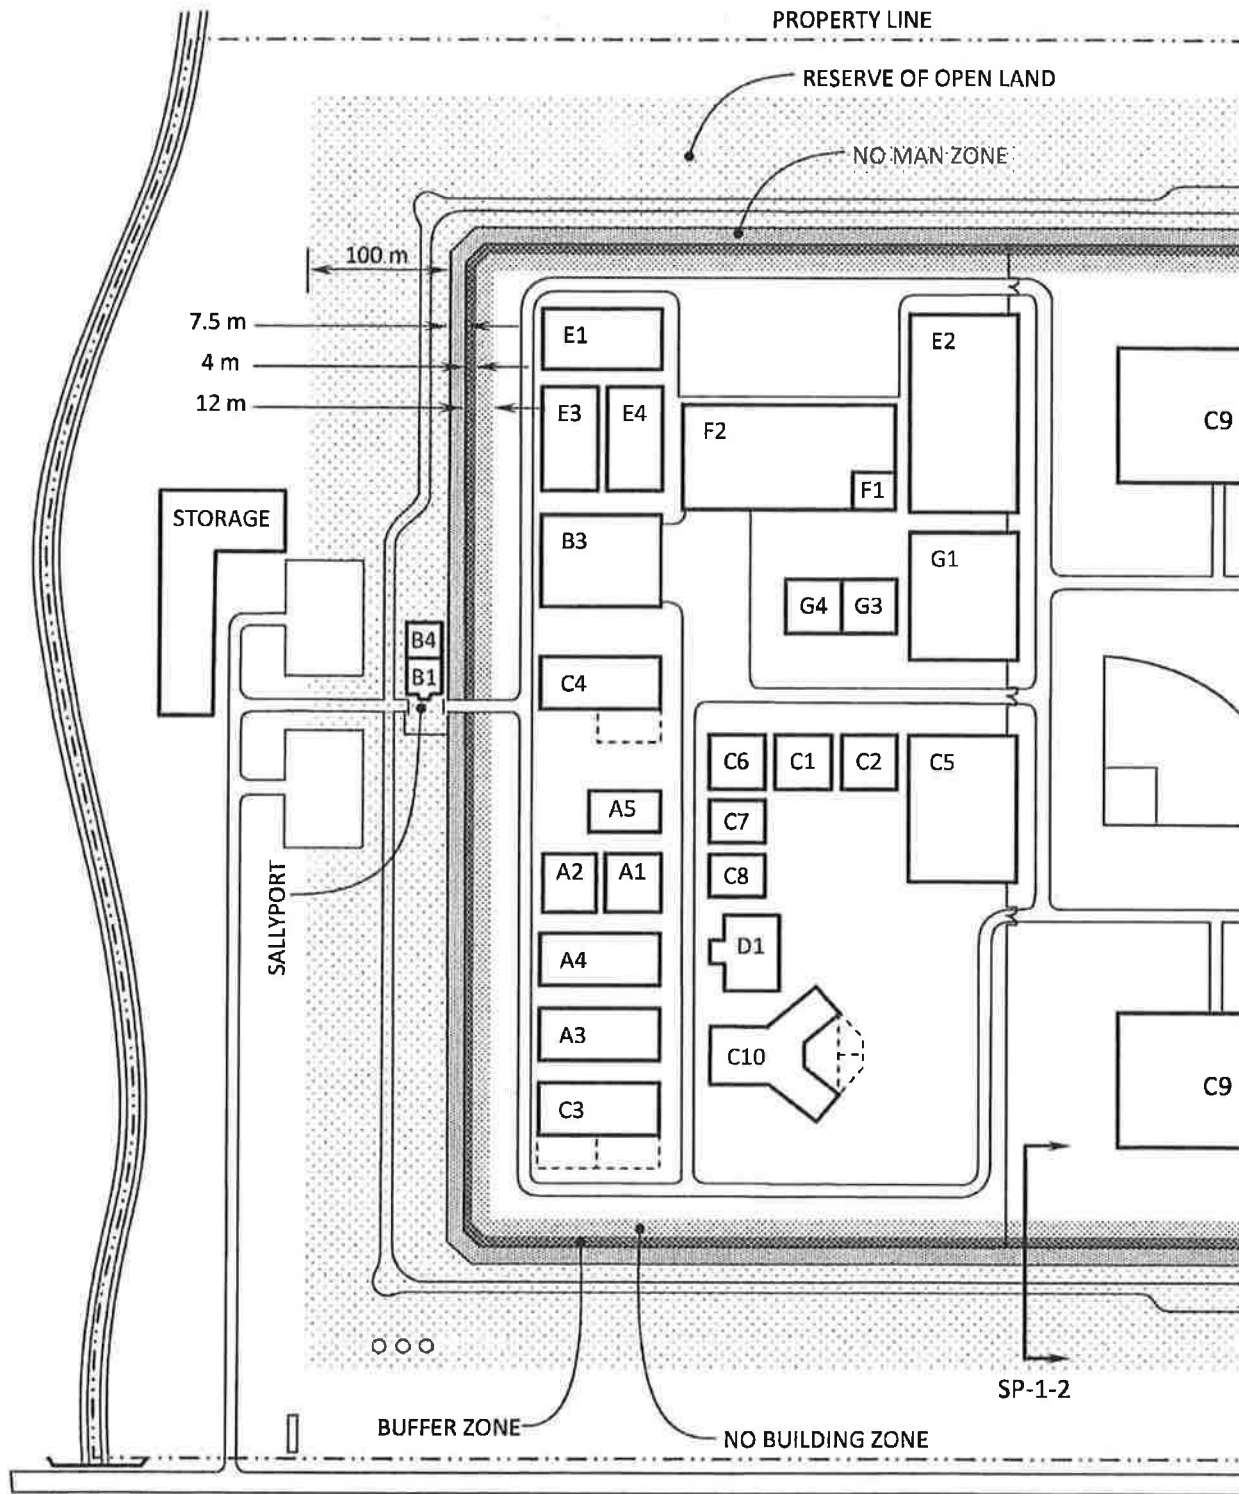 PROPERTY LINE
RESERVE OF OPEN LAND
NO MAN ZONE
100 m
7.5 m
4 m
12 m
E1
E2
E3
E4
F2
F1
C9
STORAGE
B3
G1
G4
G3
B4
B1
C4
C6
C1
C2
C5
A5
C7
A2
A1
C8
SALLYPORT
D1
A4
A3
C10
C3
C9
SP-1-2
BUFFER ZONE
NO BUILDING ZONE